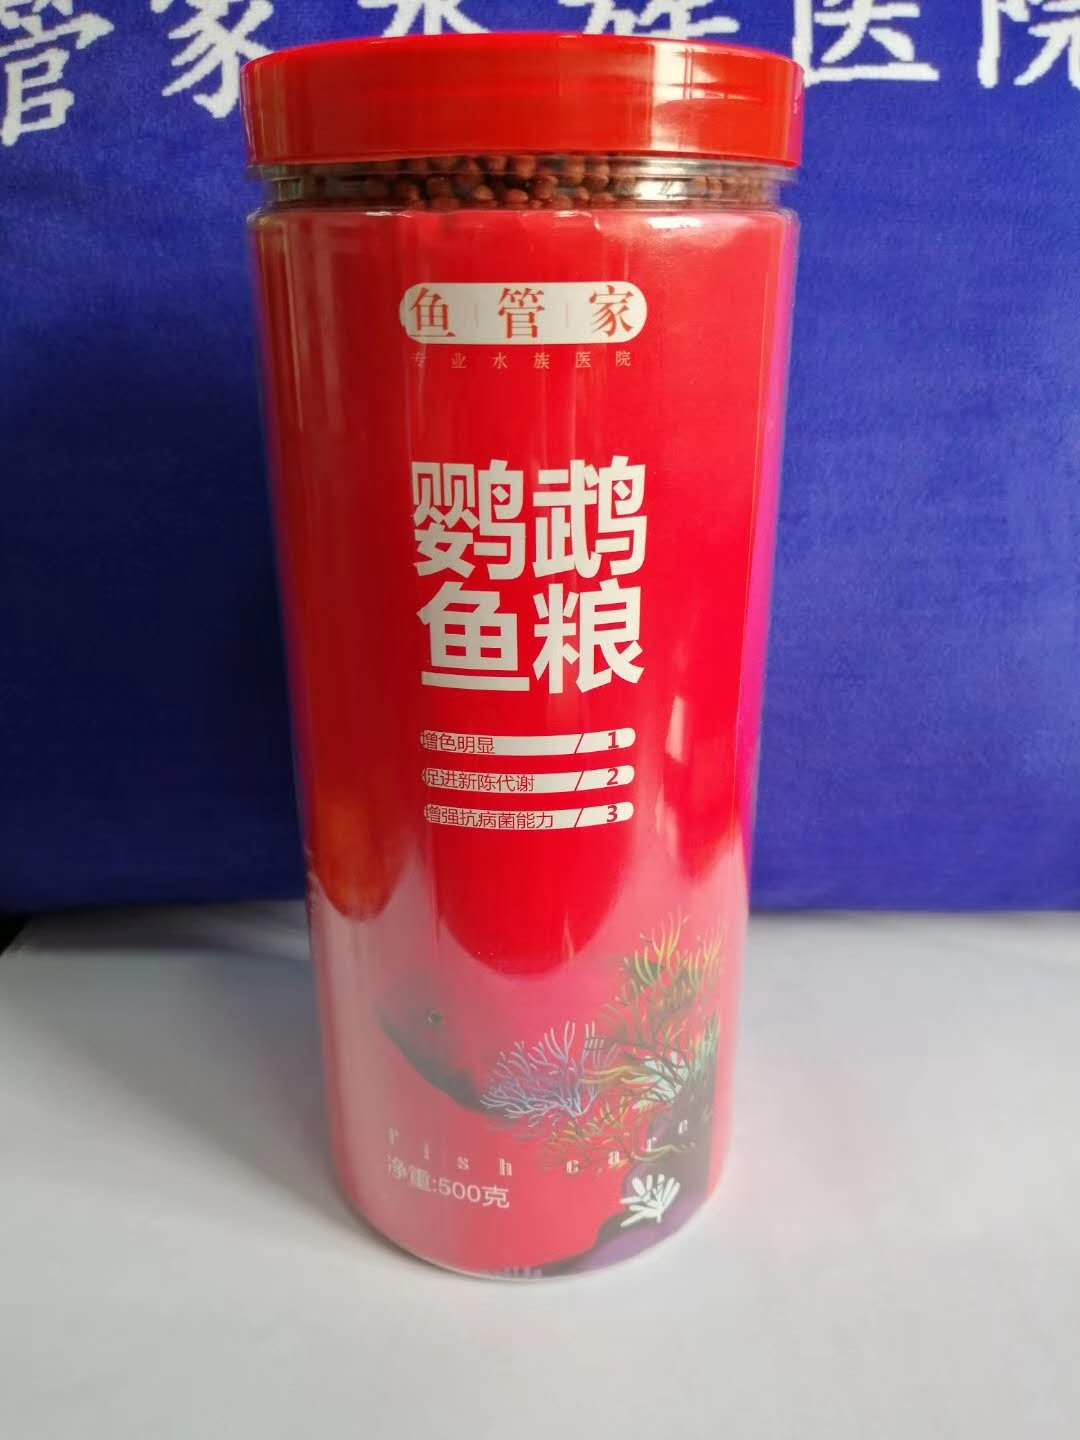 管家水族医院
鱼管家
专业水族医院
鹦鹉
鱼粮
增色明显 / 1
促进新陈代谢 / 2
增强抗病菌能力 / 3
fish care
净重:500克